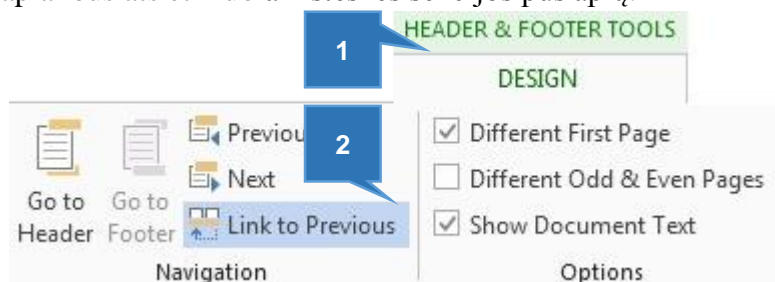 HEADER & FOOTER TOOLS
1
DESIGN
2
Go to Header
Go to Footer
Next
Link to Previous
Navigation
Different First Page
Different Odd & Even Pages
Show Document Text
Options